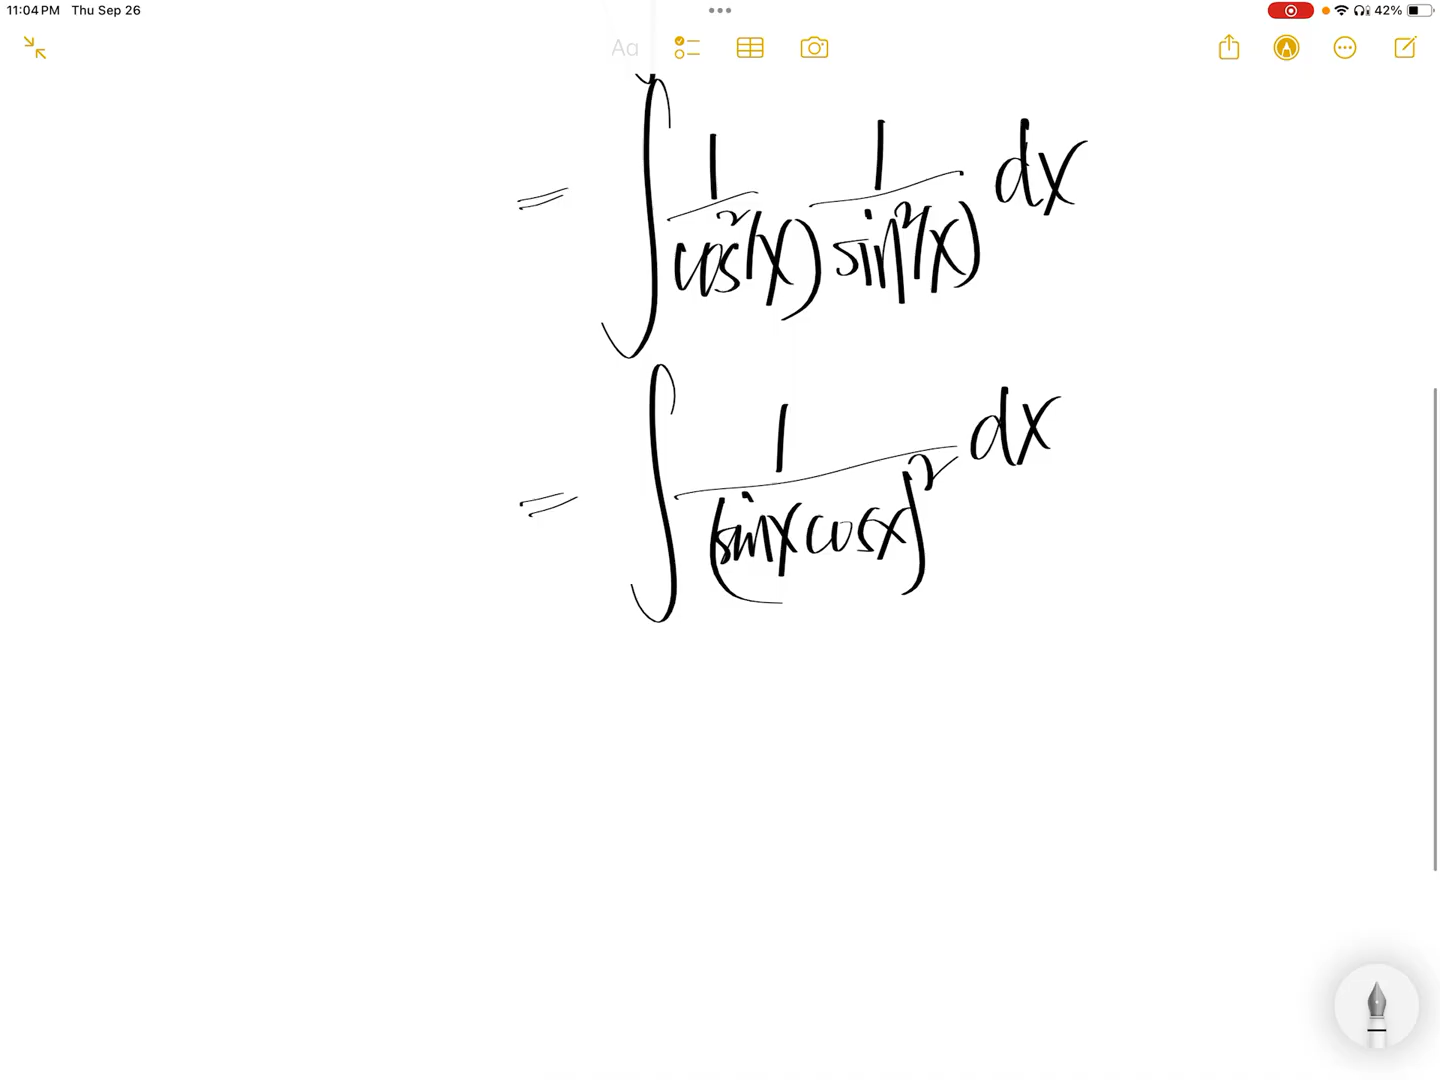 11:04 PM Thu Sep 26 42%
Aa
= ∫ 1/cos²(x) 1/sin²(x) dx
= ∫ 1/(sinx cosx)² dx